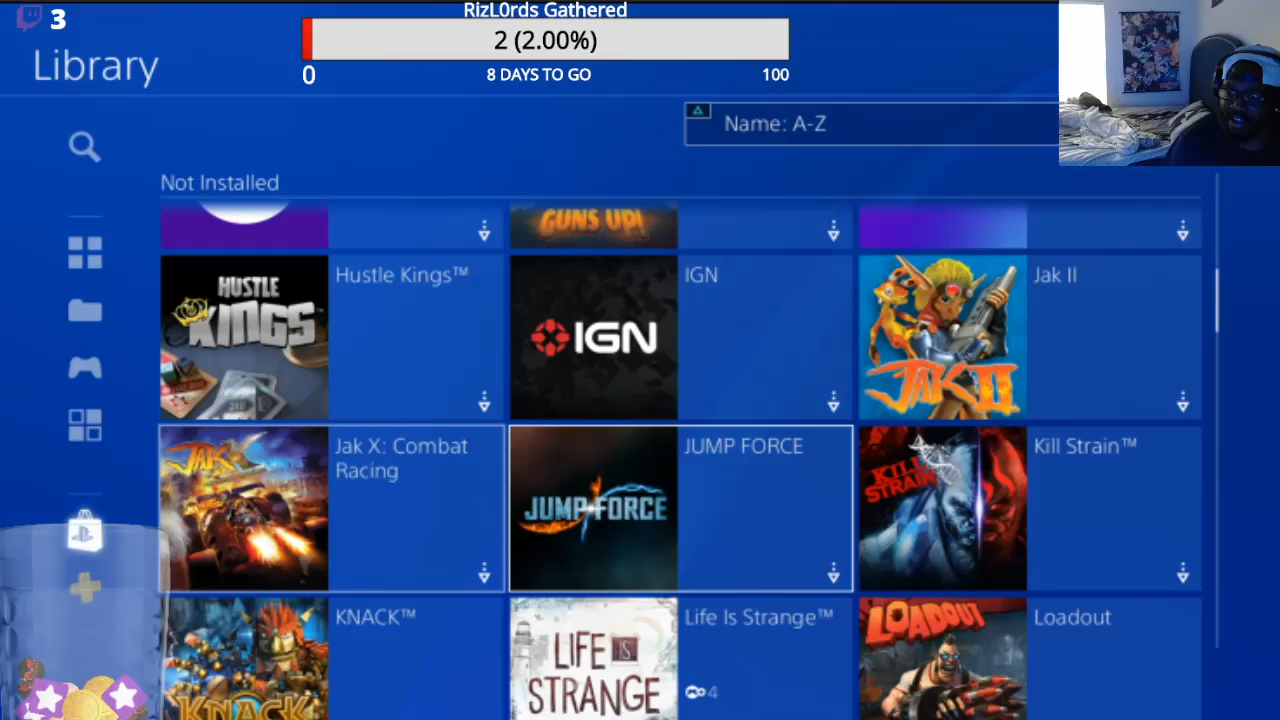 3
RizL0rds Gathered
2 (2.00%)
0
8 DAYS TO GO
100
Library
Name: A-Z
Not Installed
GUNS UP!
HUSTLE KINGS
Hustle Kings™
IGN
IGN
JAK II
Jak II
JAK X
Jak X: Combat
Racing
JUMP FORCE
JUMP FORCE
KILL STRAIN
Kill Strain™
KNACK
KNACK™
LIFE IS STRANGE
Life Is Strange™
4
LOADOUT
Loadout